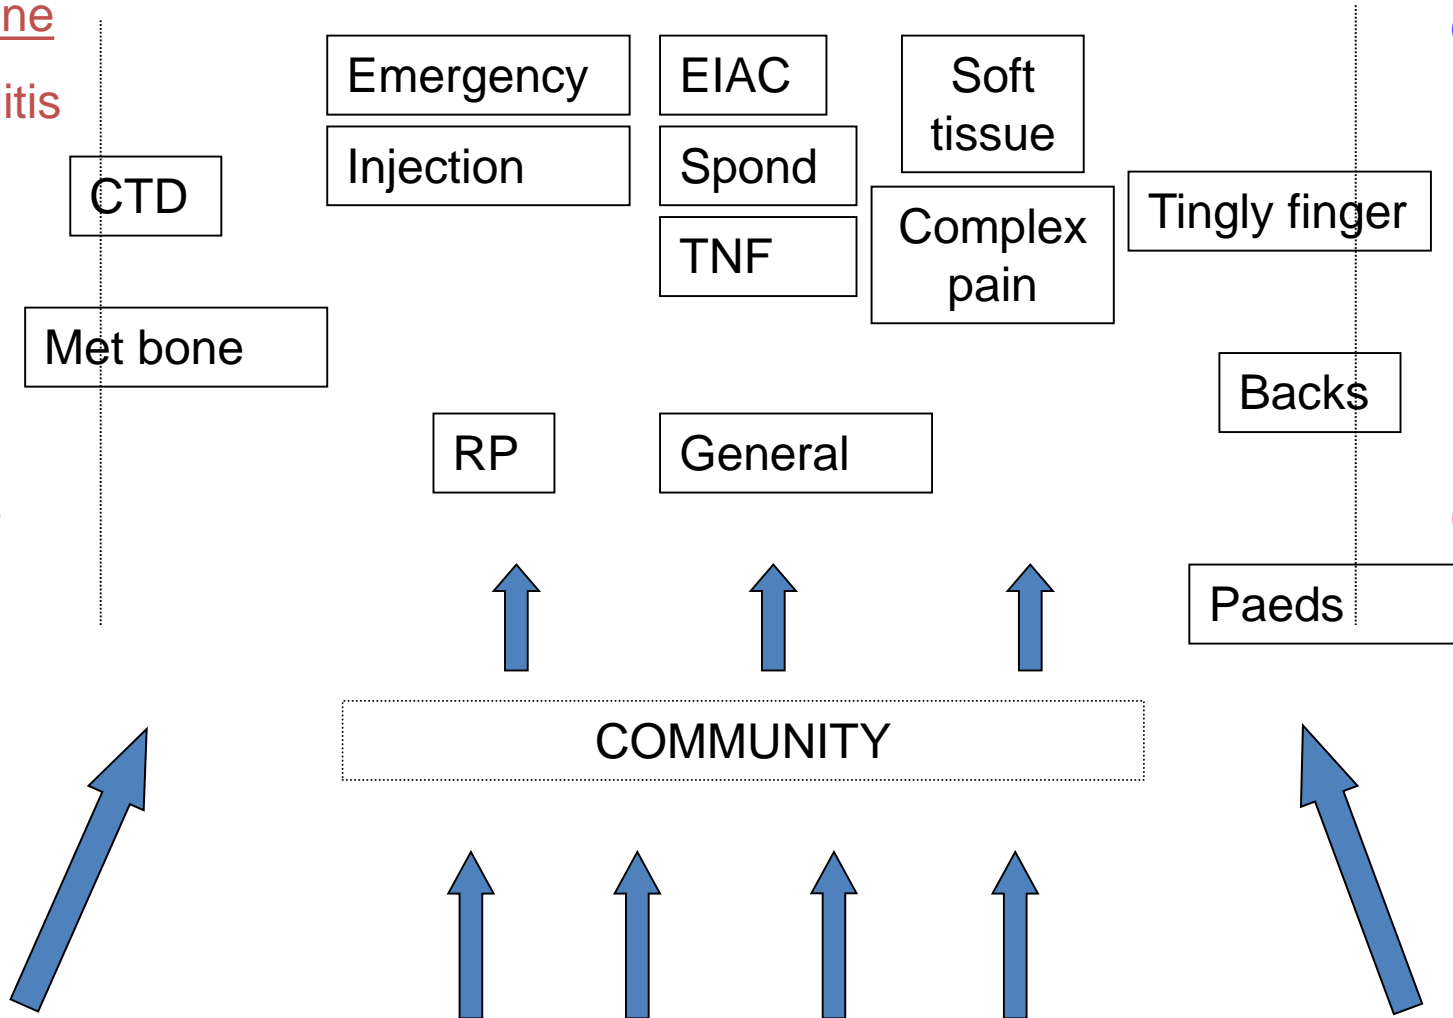 ne
itis
Emergency
EIAC
Soft
tissue
Injection
Spond
CTD
Tingly finger
Complex
pain
TNF
Met bone
Backs
RP
General
Paeds
COMMUNITY